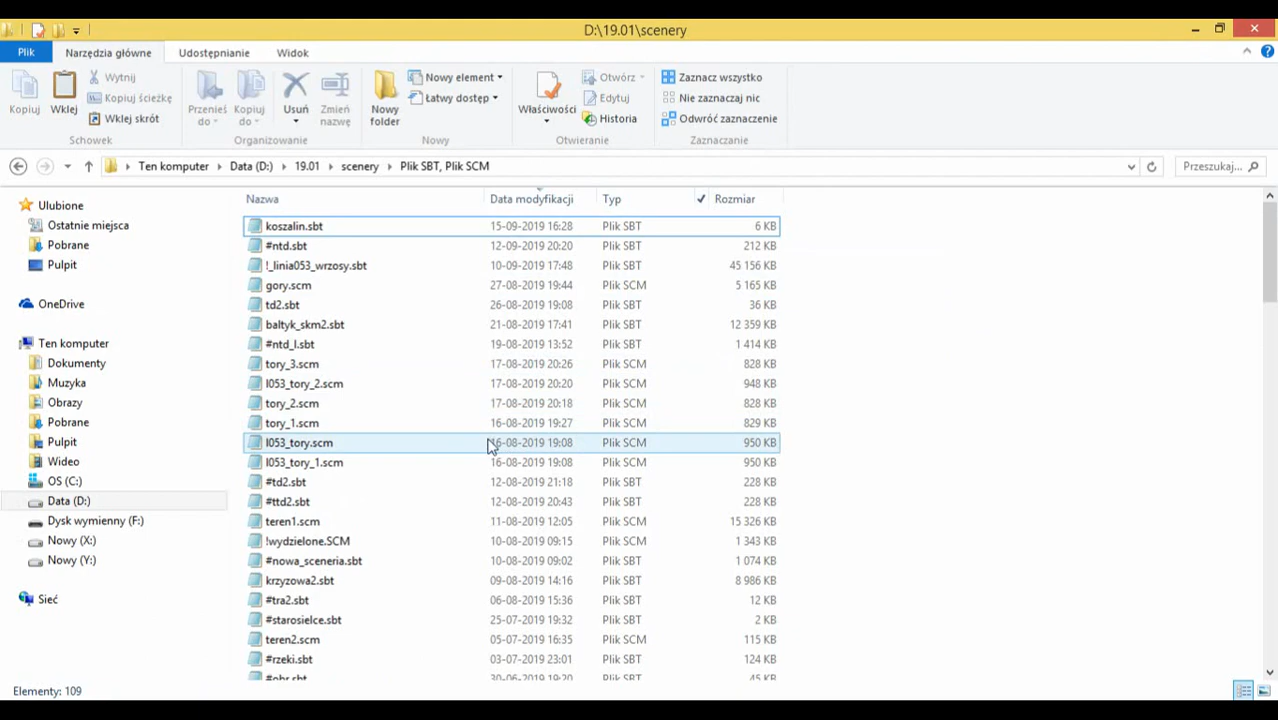 D:\19.01\scenery
Plik Narzędzia główne Udostępnianie Widok
Kopiuj
Wklej
Wytnij
Kopiuj ścieżkę
Wklej skrót
Schowek
Przenieś do
Kopiuj do
Usuń
Zmień nazwę
Organizowanie
Nowy folder
Nowy element
Łatwy dostęp
Nowy
Właściwości
Otwórz
Edytuj
Historia
Otwieranie
Zaznacz wszystko
Nie zaznaczaj nic
Odwróć zaznaczenie
Zaznaczanie
Ten komputer Data (D:) 19.01 scenery Plik SBT, Plik SCM
Przeszukaj...
Ulubione
Ostatnie miejsca
Pobrane
Pulpit
OneDrive
Ten komputer
Dokumenty
Muzyka
Obrazy
Pobrane
Pulpit
Wideo
OS (C:)
Data (D:)
Dysk wymienny (F:)
Nowy (X:)
Nowy (Y:)
Sieć
Nazwa Data modyfikacji Typ Rozmiar
koszalin.sbt 15-09-2019 16:28 Plik SBT 6 KB
#ntd.sbt 12-09-2019 20:20 Plik SBT 212 KB
!_linia053_wrzosy.sbt 10-09-2019 17:48 Plik SBT 45 156 KB
gory.scm 27-08-2019 19:44 Plik SCM 5 165 KB
td2.sbt 26-08-2019 19:08 Plik SBT 36 KB
baltyk_skm2.sbt 21-08-2019 17:41 Plik SBT 12 359 KB
#ntd_l.sbt 19-08-2019 13:52 Plik SBT 1 414 KB
tory_3.scm 17-08-2019 20:26 Plik SCM 828 KB
l053_tory_2.scm 17-08-2019 20:20 Plik SCM 948 KB
tory_2.scm 17-08-2019 20:18 Plik SCM 828 KB
tory_1.scm 16-08-2019 19:27 Plik SCM 829 KB
l053_tory.scm 16-08-2019 19:08 Plik SCM 950 KB
l053_tory_1.scm 16-08-2019 19:08 Plik SCM 950 KB
#td2.sbt 12-08-2019 21:18 Plik SBT 228 KB
#ttd2.sbt 12-08-2019 20:43 Plik SBT 228 KB
teren1.scm 11-08-2019 12:05 Plik SCM 15 326 KB
!wydzielone.SCM 10-08-2019 09:15 Plik SCM 1 343 KB
#nowa_sceneria.sbt 10-08-2019 09:02 Plik SBT 1 074 KB
krzyzowa2.sbt 09-08-2019 14:16 Plik SBT 8 986 KB
#tra2.sbt 06-08-2019 15:36 Plik SBT 12 KB
#starosielce.sbt 25-07-2019 19:32 Plik SBT 2 KB
teren2.scm 05-07-2019 16:35 Plik SCM 115 KB
#rzeki.sbt 03-07-2019 23:01 Plik SBT 124 KB
30-06-2019 19:20 Plik SBT 45 KB
Elementy: 109